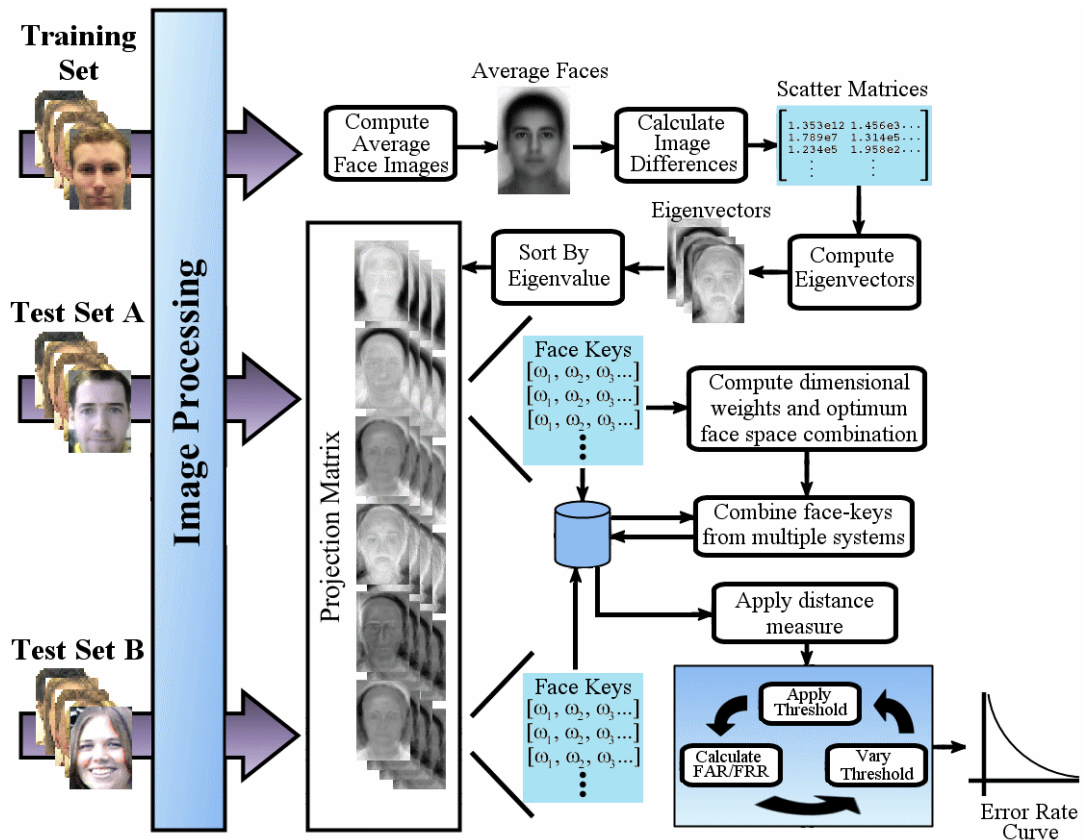 Training
Set
Average Faces
Scatter Matrices
Compute
Average
Face Images
Calculate
Image
Differences
1.353e12 1.456e3...
1.789e7 1.314e5...
1.234e5 1.958e2...
Eigenvectors
Sort By
Eigenvalue
Compute
Eigenvectors
Image Processing
Test Set A
Projection Matrix
Face Keys
[ω1, ω2, ω3...]
[ω1, ω2, ω3...]
[ω1, ω2, ω3...]
Compute dimensional
weights and optimum
face space combination
Combine face-keys
from multiple systems
Apply distance
measure
Test Set B
Face Keys
[ω1, ω2, ω3...]
[ω1, ω2, ω3...]
[ω1, ω2, ω3...]
Apply
Threshold
Calculate
FAR/FRR
Vary
Threshold
Error Rate
Curve